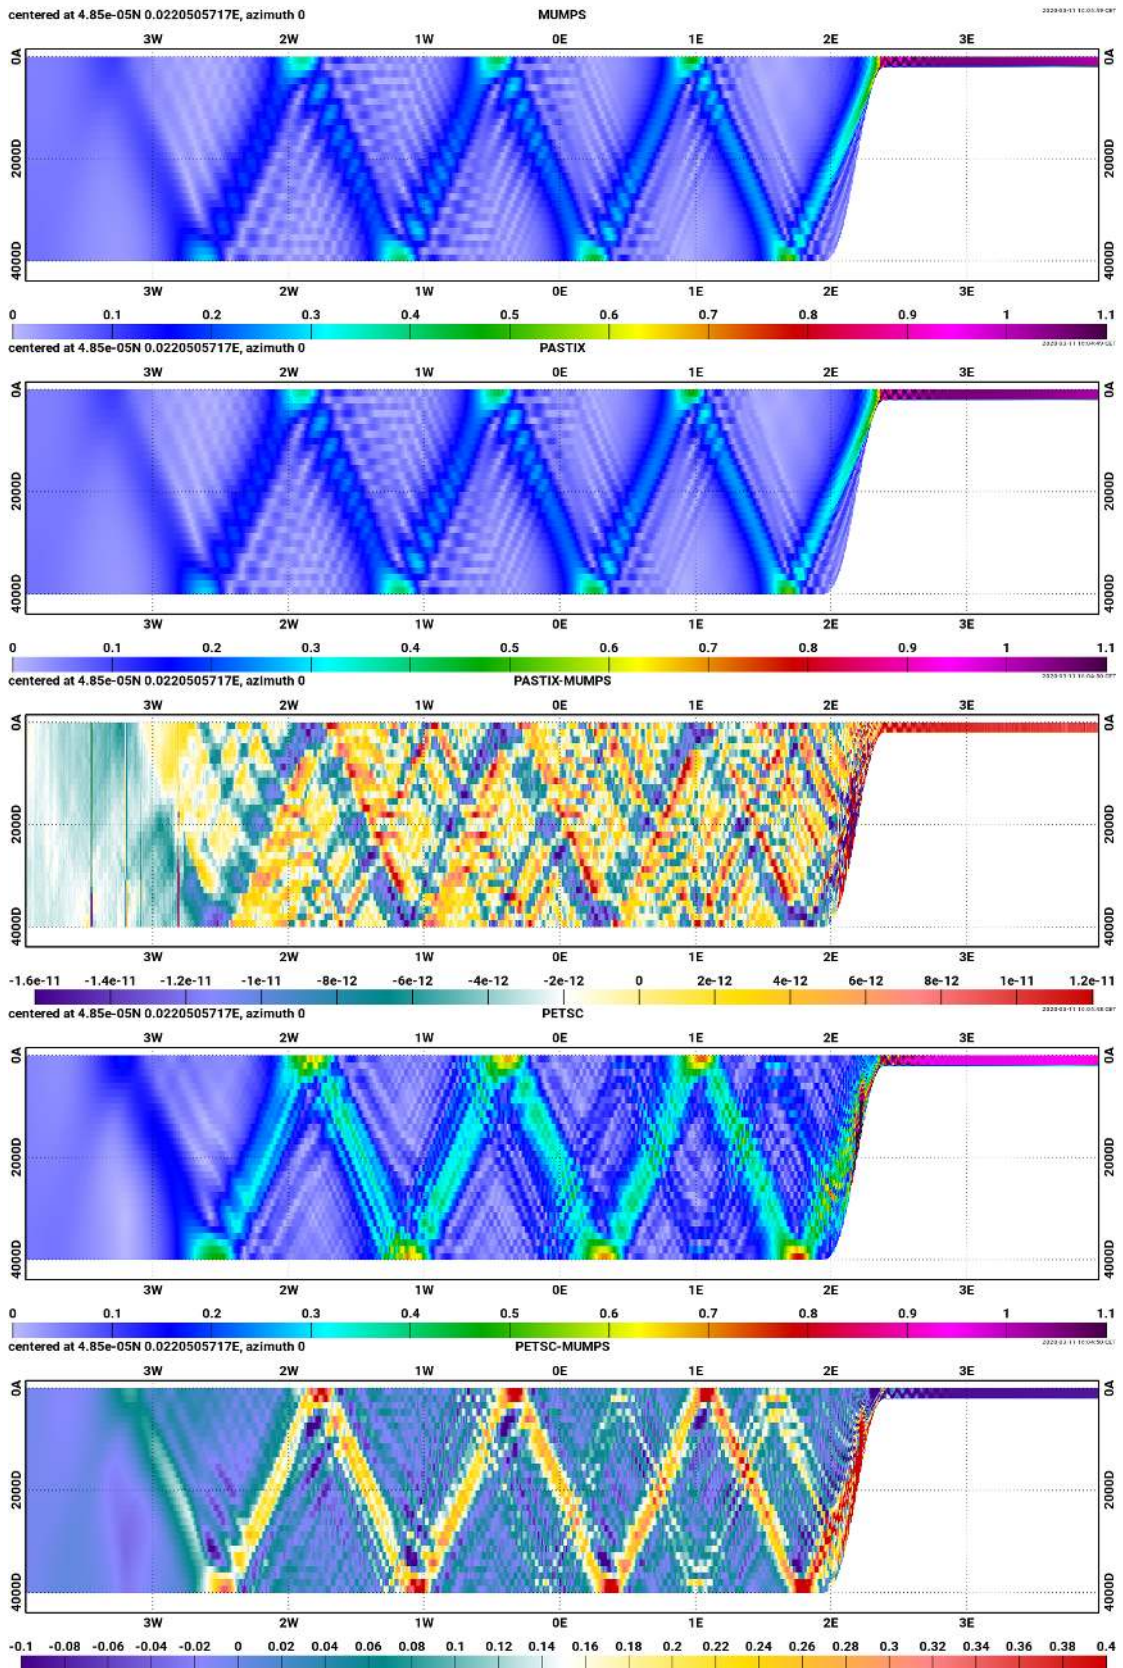 centered at 4.85e-05N 0.0220505717E, azimuth 0 MUMPS
3W 2W 1W 0E 1E 2E 3E
0A 0A
2000D 2000D
4000D 4000D
3W 2W 1W 0E 1E 2E 3E
0 0.1 0.2 0.3 0.4 0.5 0.6 0.7 0.8 0.9 1 1.1
centered at 4.85e-05N 0.0220505717E, azimuth 0 PASTIX
3W 2W 1W 0E 1E 2E 3E
0A 0A
2000D 2000D
4000D 4000D
3W 2W 1W 0E 1E 2E 3E
0 0.1 0.2 0.3 0.4 0.5 0.6 0.7 0.8 0.9 1 1.1
centered at 4.85e-05N 0.0220505717E, azimuth 0 PASTIX-MUMPS
3W 2W 1W 0E 1E 2E 3E
0A 0A
2000D 2000D
4000D 4000D
3W 2W 1W 0E 1E 2E 3E
-1.6e-11 -1.4e-11 -1.2e-11 -1e-11 -8e-12 -6e-12 -4e-12 -2e-12 0 2e-12 4e-12 6e-12 8e-12 1e-11 1.2e-11
centered at 4.85e-05N 0.0220505717E, azimuth 0 PETSC
3W 2W 1W 0E 1E 2E 3E
0A 0A
2000D 2000D
4000D 4000D
3W 2W 1W 0E 1E 2E 3E
0 0.1 0.2 0.3 0.4 0.5 0.6 0.7 0.8 0.9 1 1.1
centered at 4.85e-05N 0.0220505717E, azimuth 0 PETSC-MUMPS
3W 2W 1W 0E 1E 2E 3E
0A 0A
2000D 2000D
4000D 4000D
3W 2W 1W 0E 1E 2E 3E
-0.1 -0.08 -0.06 -0.04 -0.02 0 0.02 0.04 0.06 0.08 0.1 0.12 0.14 0.16 0.18 0.2 0.22 0.24 0.26 0.28 0.3 0.32 0.34 0.36 0.38 0.4